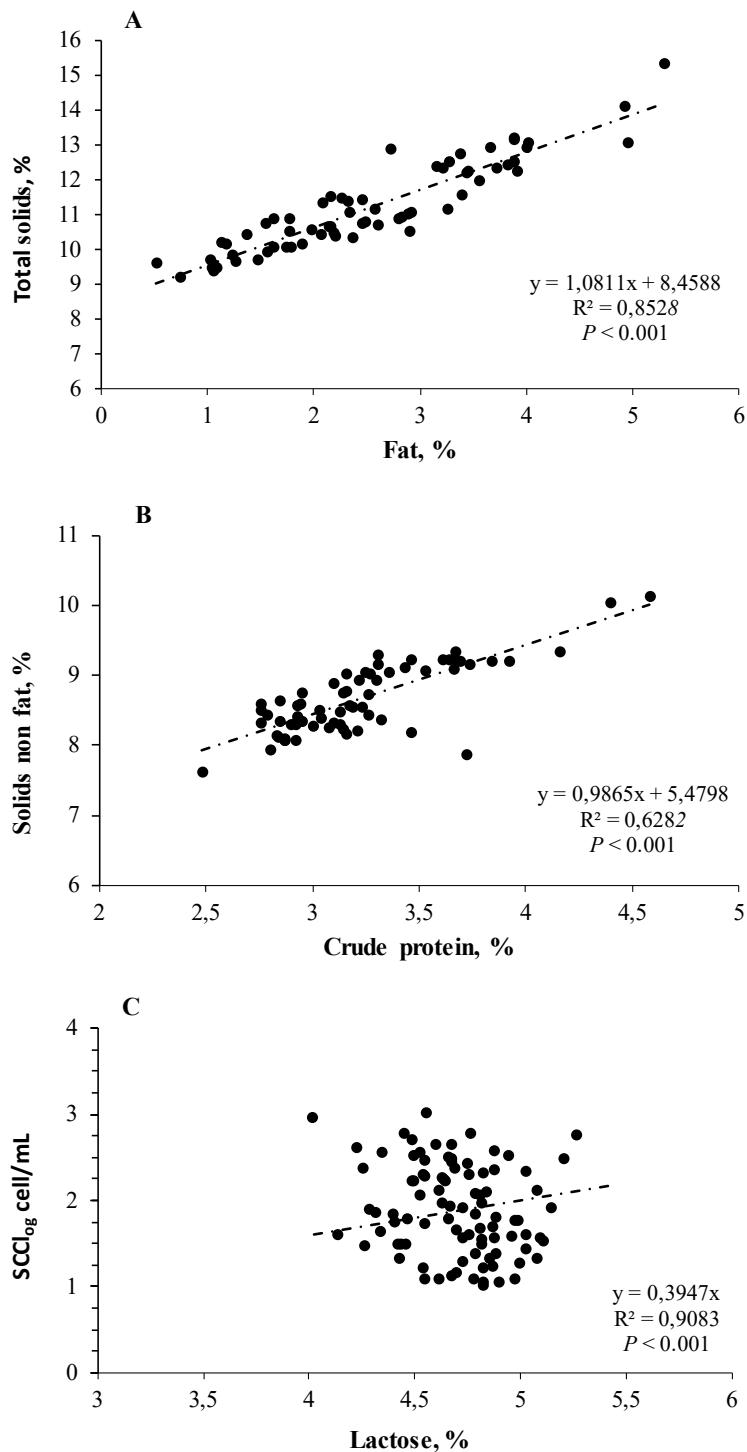 A
16
15
14
13
12
11
10
9
8
7
6
Total solids, %
0 1 2 3 4 5 6
Fat, %
y = 1,0811x + 8,4588
R² = 0,8528
P < 0.001
B
11
10
9
8
7
6
Solids non fat, %
2 2,5 3 3,5 4 4,5 5
Crude protein, %
y = 0,9865x + 5,4798
R² = 0,6282
P < 0.001
C
4
3
2
1
0
SCClog cell/mL
3 3,5 4 4,5 5 5,5 6
Lactose, %
y = 0,3947x
R² = 0,9083
P < 0.001